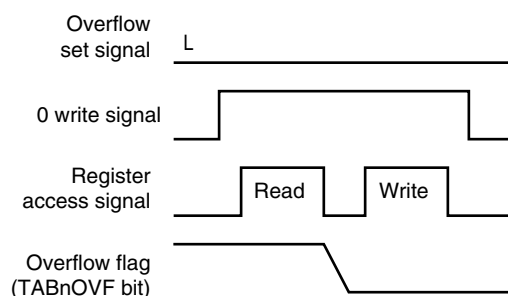 Overflow
set signal
L
0 write signal
Register
access signal
Read
Write
Overflow flag
(TABnOVF bit)